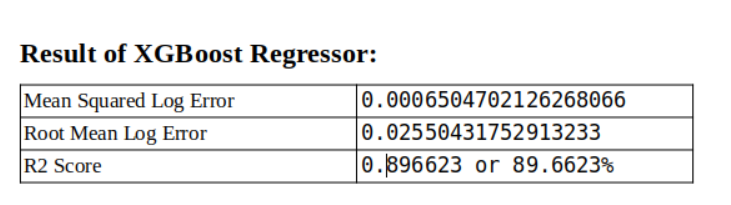 Result of XGBoost Regressor:
Mean Squared Log Error 0.0006504702126268066
Root Mean Log Error 0.02550431752913233
R2 Score 0.896623 or 89.6623%